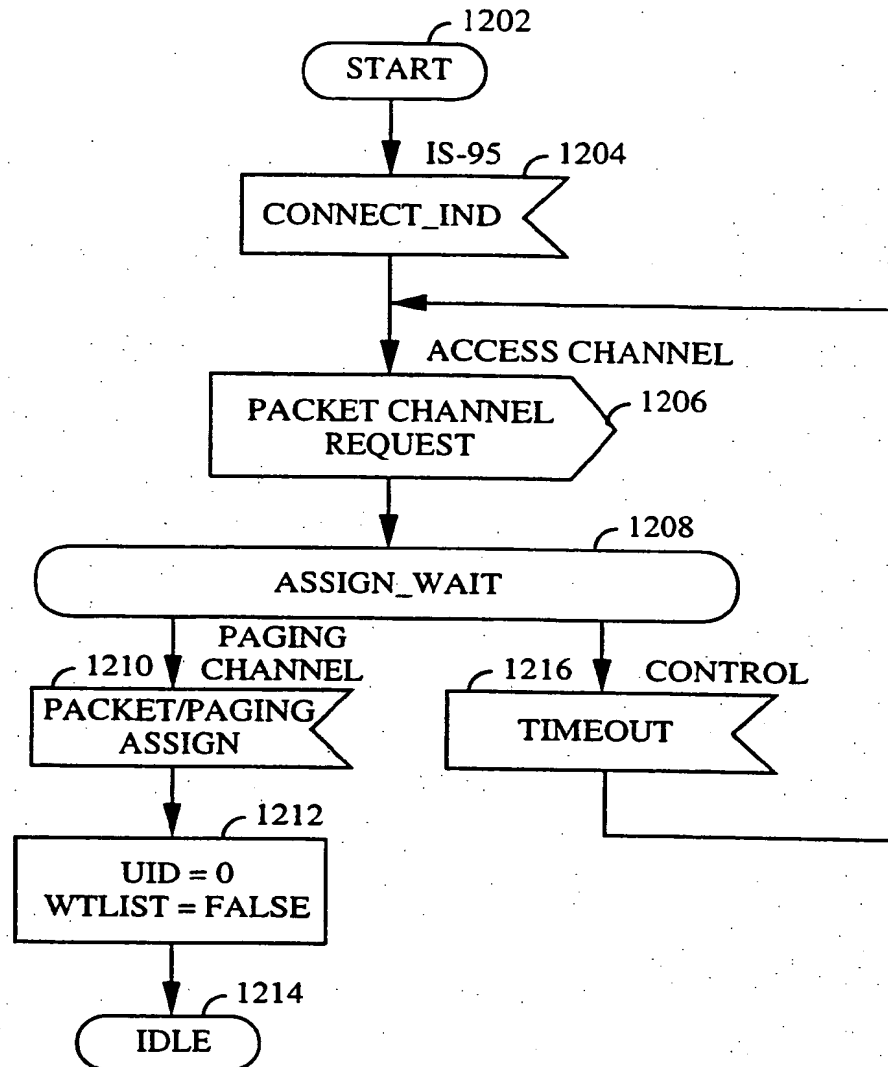 1202
START
IS-95
1204
CONNECT_IND
ACCESS CHANNEL
PACKET CHANNEL
REQUEST
1206
1208
ASSIGN_WAIT
PAGING
CHANNEL
1210
PACKET/PAGING
ASSIGN
1216
CONTROL
TIMEOUT
1212
UID = 0
WTLIST = FALSE
1214
IDLE